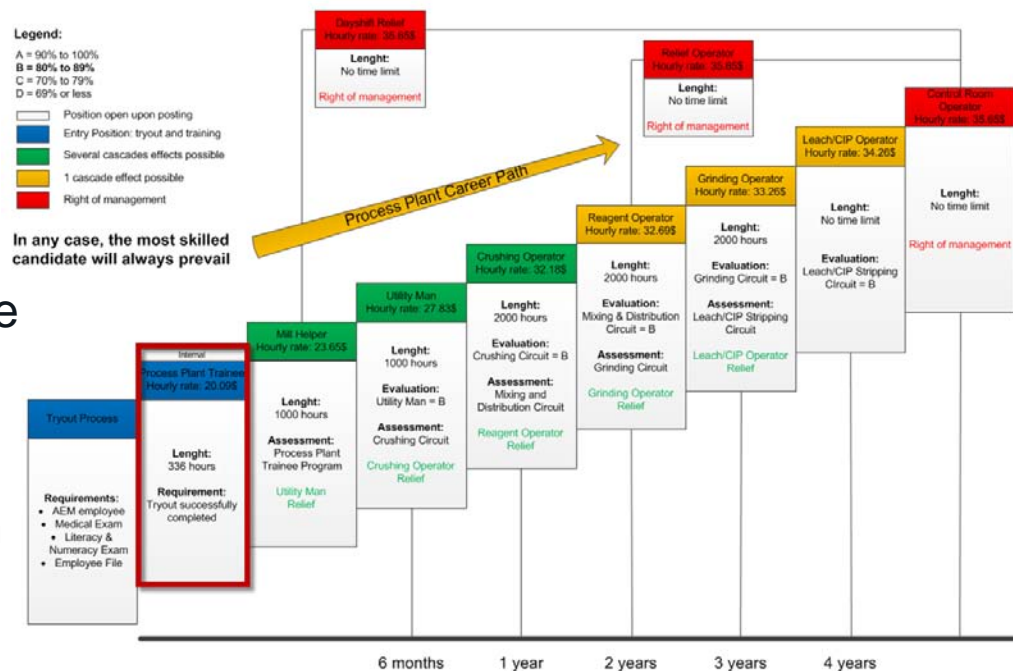 Legend:
A = 90% to 100%
B = 80% to 89%
C = 70% to 79%
D = 69% or less
Position open upon posting
Entry Position: tryout and training
Several cascades effects possible
1 cascade effect possible
Right of management
In any case, the most skilled
candidate will always prevail
e
Process Plant Career Path
Dayshift Relief
Hourly rate: 35.65$
Lenght:
No time limit
Right of management
Relief Operator
Hourly rate: 35.65$
Lenght:
No time limit
Right of management
Tryout Process
Requirements:
• AEM employee
• Medical Exam
• Literacy &
Numeracy Exam
• Employee File
Internal
Process Plant Trainee
Hourly rate: 20.09$
Lenght:
336 hours
Requirement:
Tryout successfully
completed
Mill Helper
Hourly rate: 23.65$
Lenght:
1000 hours
Assessment:
Process Plant
Trainee Program
Utility Man
Relief
Utility Man
Hourly rate: 27.83$
Lenght:
1000 hours
Evaluation:
Utility Man = B
Assessment:
Crushing Circuit
Crushing Operator
Relief
Crushing Operator
Hourly rate: 32.18$
Lenght:
2000 hours
Evaluation:
Crushing Circuit = B
Assessment:
Mixing and
Distribution Circuit
Reagent Operator
Relief
Reagent Operator
Hourly rate: 32.69$
Lenght:
2000 hours
Evaluation:
Mixing & Distribution
Circuit = B
Assessment:
Grinding Circuit
Grinding Operator
Relief
Grinding Operator
Hourly rate: 33.26$
Lenght:
2000 hours
Evaluation:
Grinding Circuit = B
Assessment:
Leach/CIP Stripping
Circuit
Leach/CIP Operator
Relief
Leach/CIP Operator
Hourly rate: 34.26$
Lenght:
No time limit
Evaluation:
Leach/CIP Stripping
Circuit = B
Control Room
Operator
Hourly rate: 35.65$
Lenght:
No time limit
Right of management
6 months
1 year
2 years
3 years
4 years